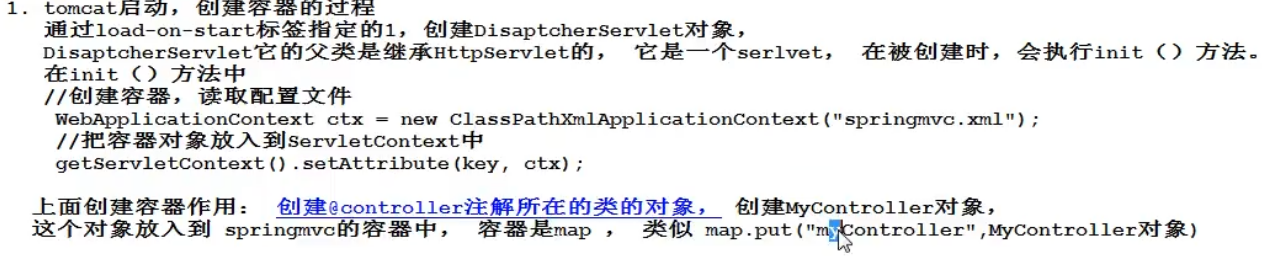 1. tomcat启动，创建容器的过程
通过load-on-start标签指定的1，创建DisaptcherServlet对象，
DisaptcherServlet它的父类是继承HttpServlet的， 它是一个serlvet， 在被创建时，会执行init（）方法。
在init（）方法中
//创建容器，读取配置文件
WebApplicationContext ctx = new ClassPathXmlApplicationContext("springmvc.xml");
//把容器对象放入到ServletContext中
getServletContext().setAttribute(key, ctx);
上面创建容器作用： 创建@controller注解所在的类的对象， 创建MyController对象，
这个对象放入到 springmvc的容器中， 容器是map ， 类似 map.put("myController",MyController对象)